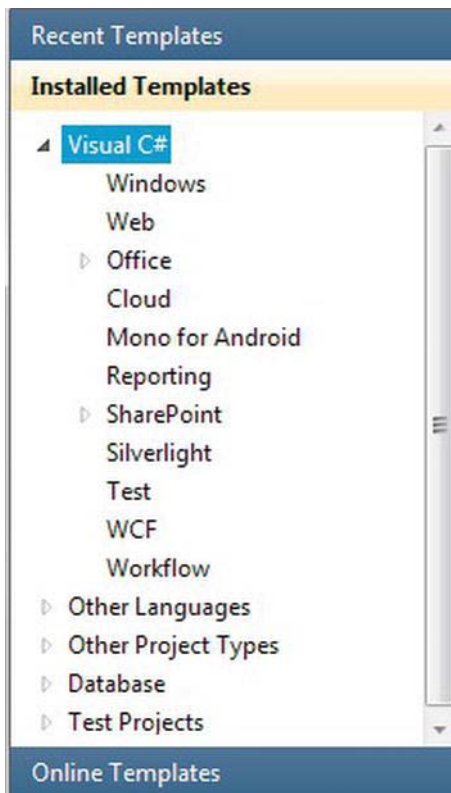 Recent Templates
Installed Templates
Visual C#
Windows
Web
Office
Cloud
Mono for Android
Reporting
SharePoint
Silverlight
Test
WCF
Workflow
Other Languages
Other Project Types
Database
Test Projects
Online Templates